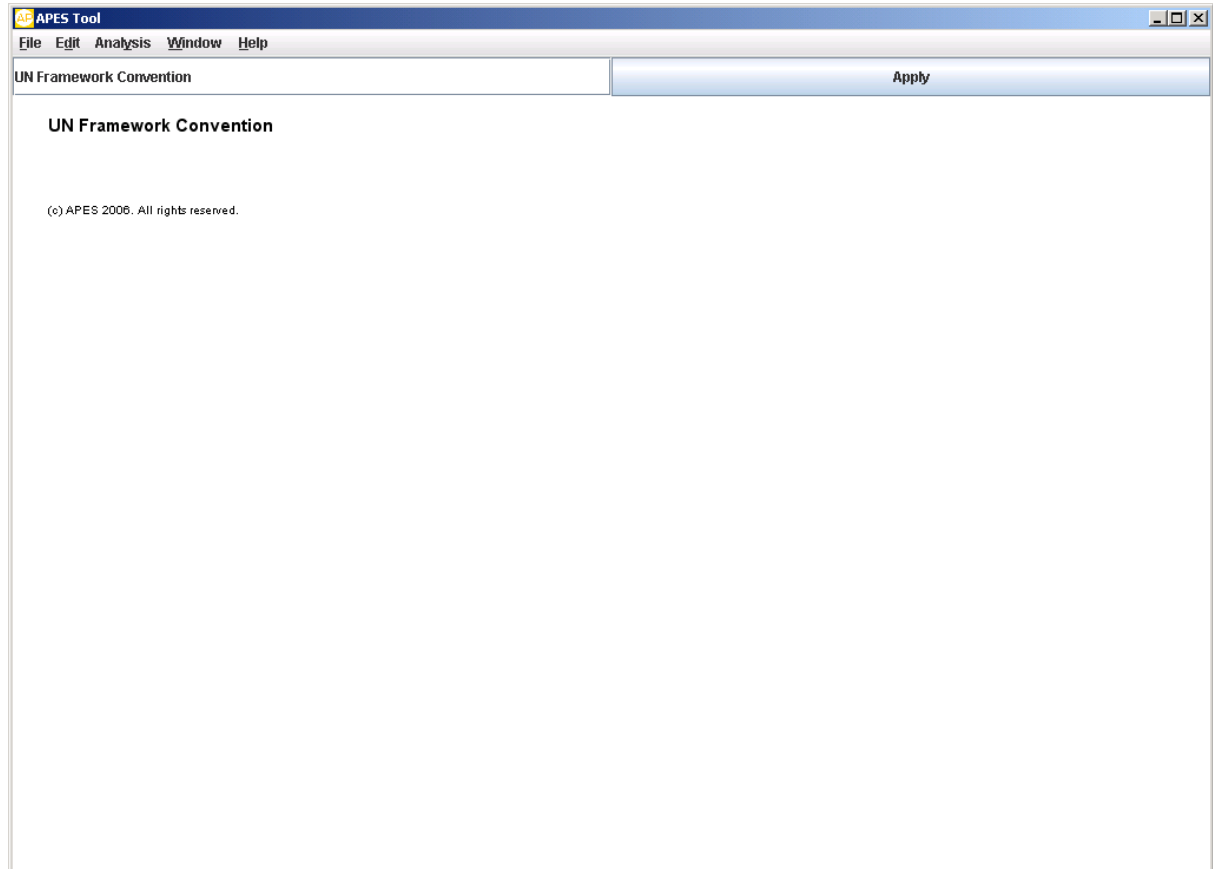 AP APES Tool
File Edit Analysis Window Help
UN Framework Convention Apply
UN Framework Convention
(c) APES 2006. All rights reserved.